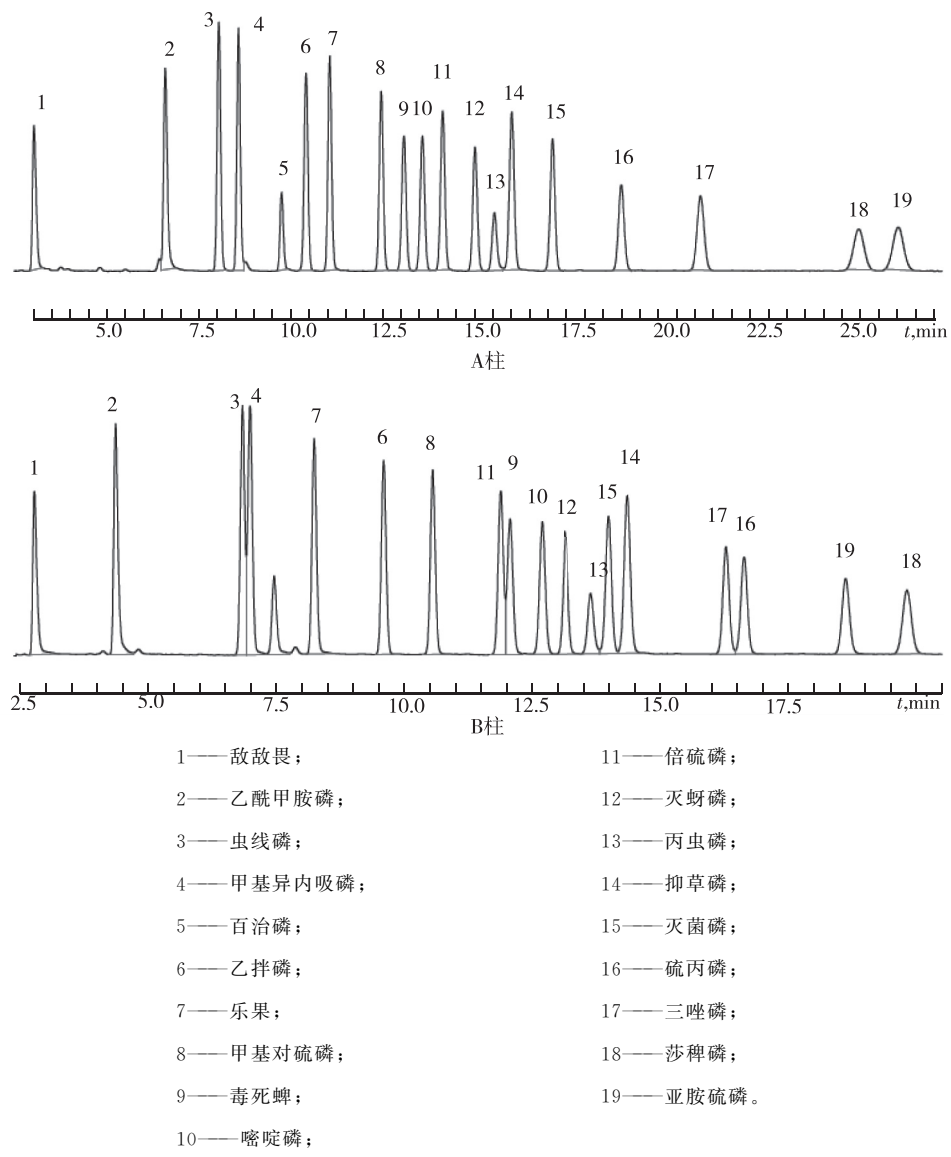 1 2 3 4 5 6 7 8 9 10 11 12 13 14 15 16 17 18 19
5.0 7.5 10.0 12.5 15.0 17.5 20.0 22.5 25.0 t,min
A柱
1 2 3 4 7 6 8 11 9 10 12 13 15 14 17 16 19 18
2.5 5.0 7.5 10.0 12.5 15.0 17.5 t,min
B柱
1——敌敌畏；
2——乙酰甲胺磷；
3——虫线磷；
4——甲基异内吸磷；
5——百治磷；
6——乙拌磷；
7——乐果；
8——甲基对硫磷；
9——毒死蜱；
10——嘧啶磷；
11——倍硫磷；
12——灭蚜磷；
13——丙虫磷；
14——抑草磷；
15——灭菌磷；
16——硫丙磷；
17——三唑磷；
18——莎稗磷；
19——亚胺硫磷。